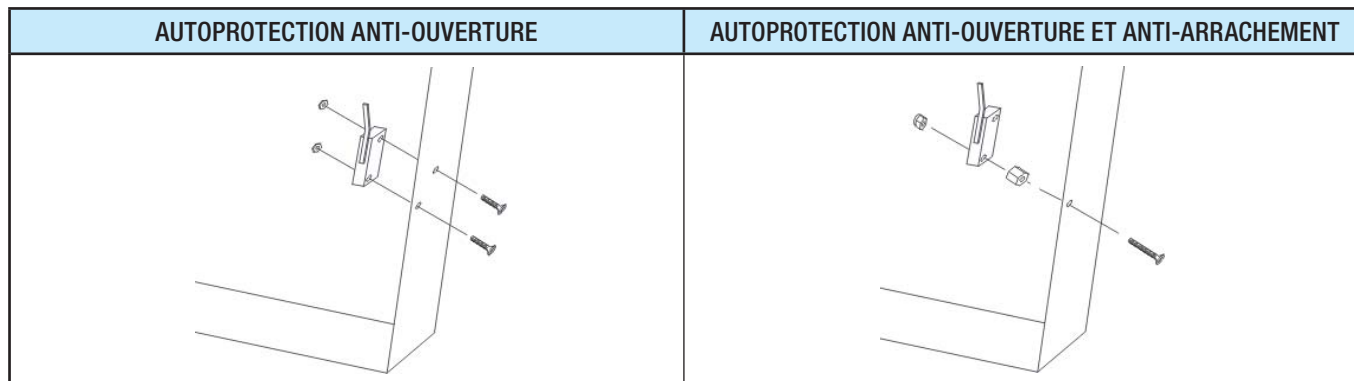 AUTOPROTECTION ANTI-OUVERTURE
AUTOPROTECTION ANTI-OUVERTURE ET ANTI-ARRACHEMENT